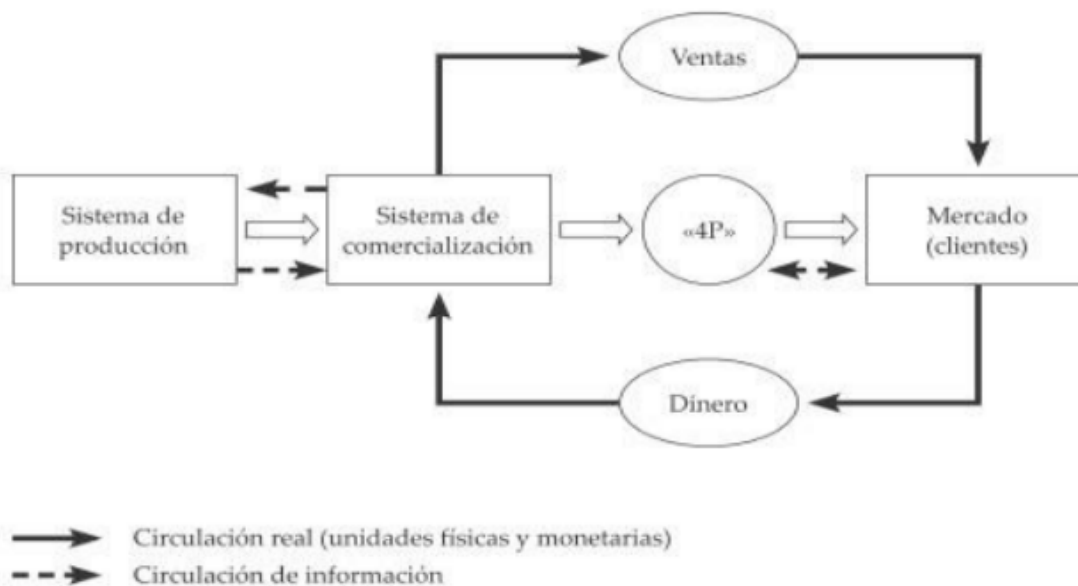 Ventas
Sistema de
producción
Sistema de
comercialización
«4P»
Mercado
(clientes)
Dinero
Circulación real (unidades físicas y monetarias)
Circulación de información